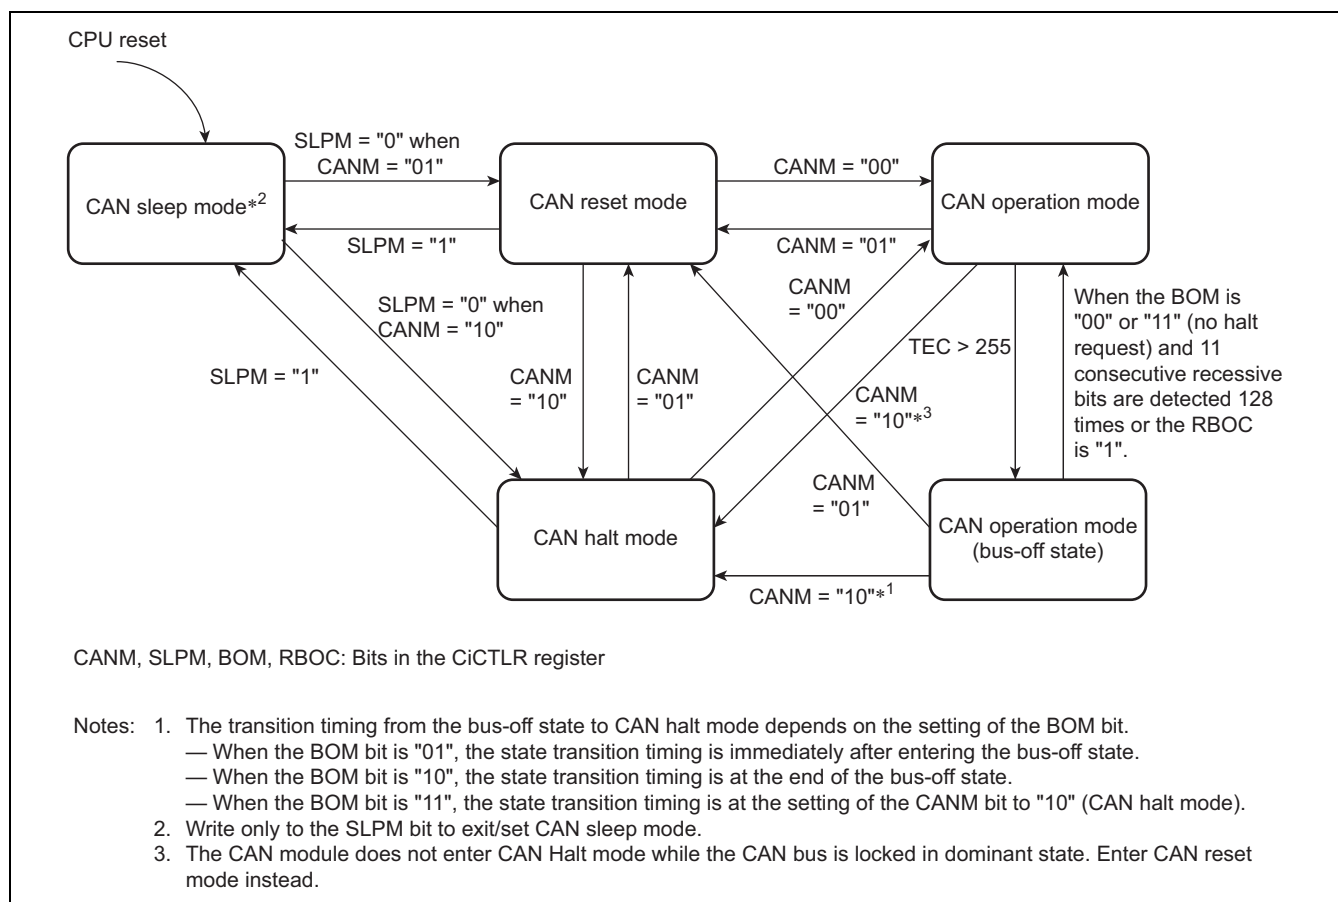 CPU reset
SLPM = "0" when
CANM = "01"
CAN sleep mode*2
CAN reset mode
CANM = "00"
CAN operation mode
SLPM = "1"
CANM = "01"
SLPM = "0" when
CANM = "10"
SLPM = "1"
CANM
= "10"
CANM
= "01"
CANM
= "00"
TEC > 255
CANM
= "10"*3
CANM
= "01"
When the BOM is
"00" or "11" (no halt
request) and 11
consecutive recessive
bits are detected 128
times or the RBOC
is "1".
CAN halt mode
CAN operation mode
(bus-off state)
CANM = "10"*1
CANM, SLPM, BOM, RBOC: Bits in the CiCTLR register
Notes: 1. The transition timing from the bus-off state to CAN halt mode depends on the setting of the BOM bit.
— When the BOM bit is "01", the state transition timing is immediately after entering the bus-off state.
— When the BOM bit is "10", the state transition timing is at the end of the bus-off state.
— When the BOM bit is "11", the state transition timing is at the setting of the CANM bit to "10" (CAN halt mode).
2. Write only to the SLPM bit to exit/set CAN sleep mode.
3. The CAN module does not enter CAN Halt mode while the CAN bus is locked in dominant state. Enter CAN reset
mode instead.